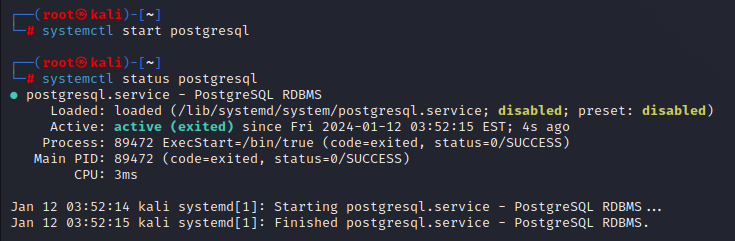 ┌──(root㉿kali)-[~]
└─# systemctl start postgresql
┌──(root㉿kali)-[~]
└─# systemctl status postgresql
● postgresql.service - PostgreSQL RDBMS
Loaded: loaded (/lib/systemd/system/postgresql.service; disabled; preset: disabled)
Active: active (exited) since Fri 2024-01-12 03:52:15 EST; 4s ago
Process: 89472 ExecStart=/bin/true (code=exited, status=0/SUCCESS)
Main PID: 89472 (code=exited, status=0/SUCCESS)
CPU: 3ms
Jan 12 03:52:14 kali systemd[1]: Starting postgresql.service - PostgreSQL RDBMS...
Jan 12 03:52:15 kali systemd[1]: Finished postgresql.service - PostgreSQL RDBMS.